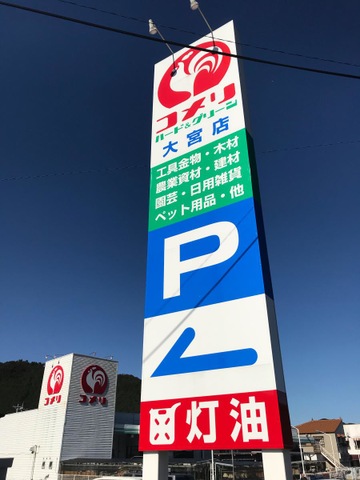 コメリ
ハード&グリーン
大宮店
工具金物・木材
農業資材・建材
園芸・日用雑貨
ペット用品・他
P
灯油
コメリ
コメリ